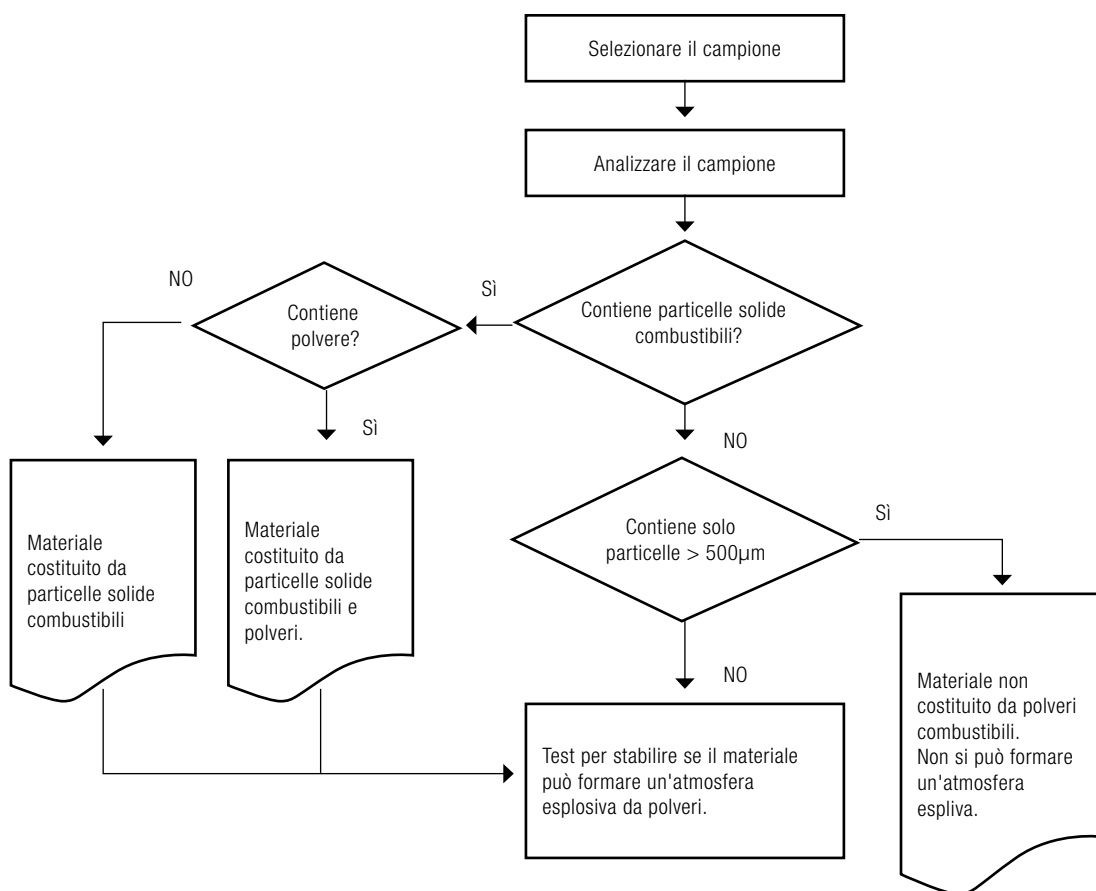 Selezionare il campione
Analizzare il campione
Contiene particelle solide
combustibili?
Sì
Contiene
polvere?
NO
Sì
NO
Materiale
costituito da
particelle solide
combustibili
Materiale
costituito da
particelle solide
combustibili e
polveri.
Contiene solo
particelle > 500µm
Sì
NO
Test per stabilire se il materiale
può formare un'atmosfera
esplosiva da polveri.
Materiale non
costituito da polveri
combustibili.
Non si può formare
un'atmosfera
espliva.